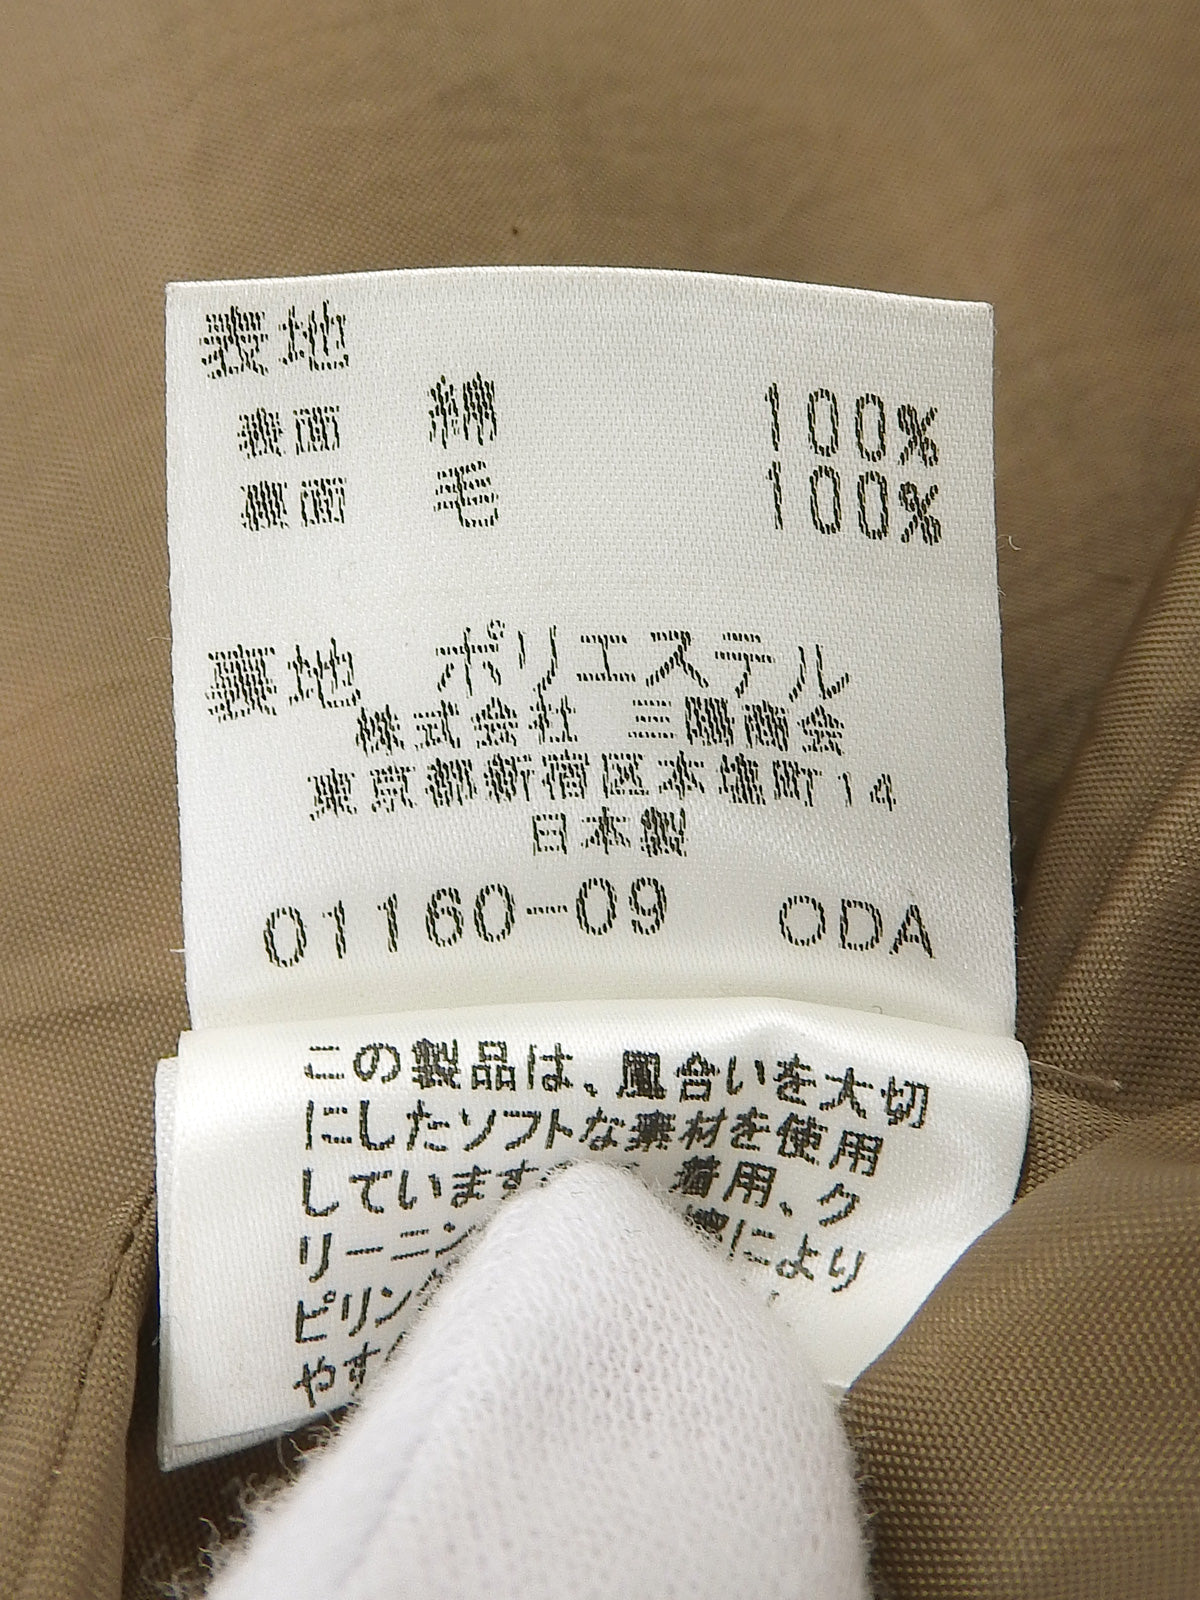 表地
表面 綿 100%
裏面 毛 100%
裏地 ポリエステル
株式会社 三陽商会
東京都新宿区本塩町14
日本製
01160-09 ODA
この製品は、風合いを大切
にしたソフトな素材を使用
しています 着用、ク
リーニン 擦により
ピリン
やす